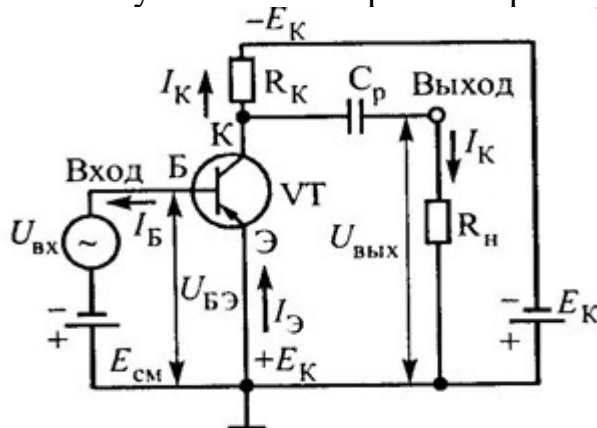 –Eк
Iк
Rк
Cр
Выход
К
Вход
Б
VT
Iк
Uвх
~
IБ
Э
Uвых
Rн
–
UБЭ
IЭ
–
Eк
+
Eсм
+Eк
+